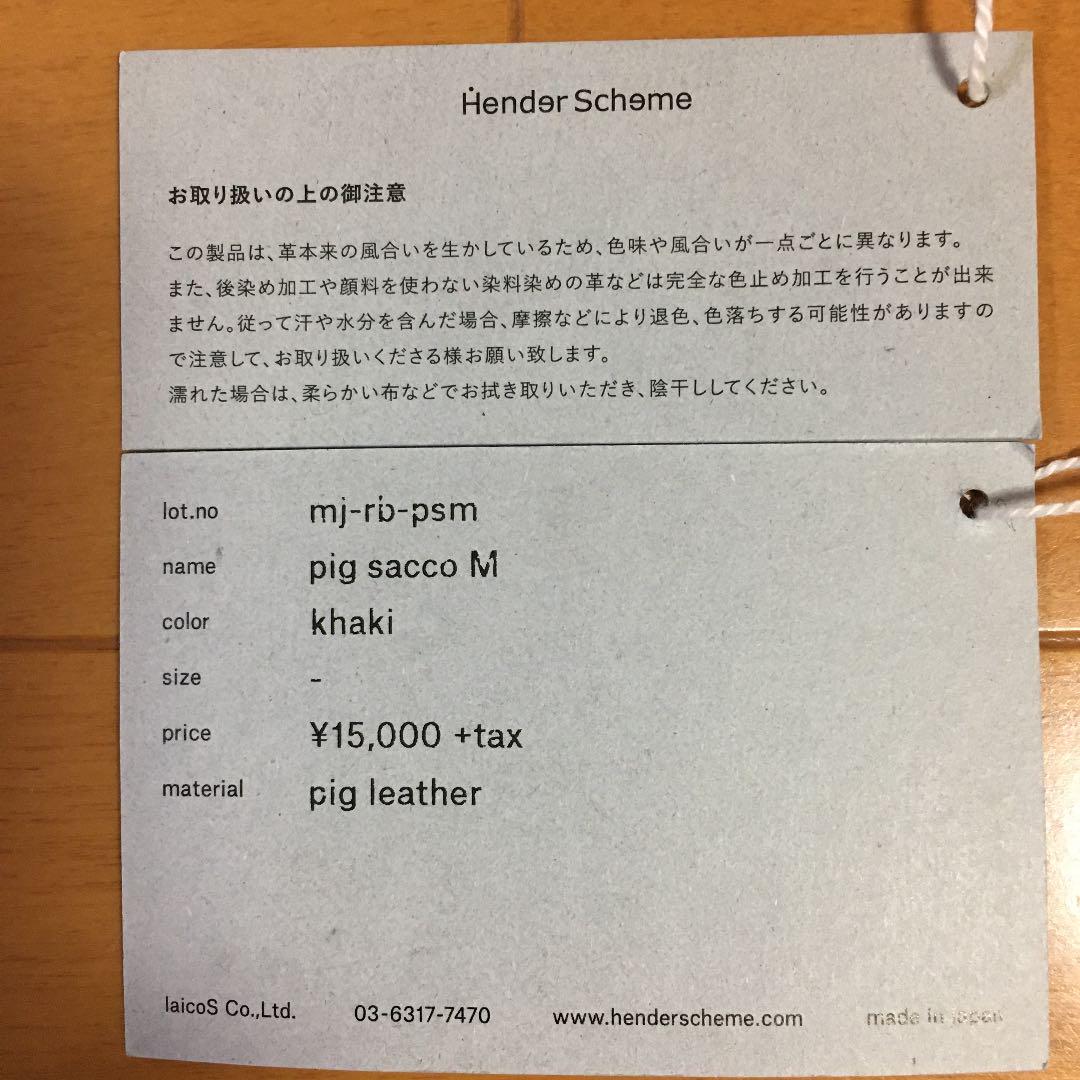 Hender Scheme
お取り扱いの上の御注意
この製品は、革本来の風合いを生かしているため、色味や風合いが一点ごとに異なります。
また、後染め加工や顔料を使わない染料染めの革などは完全な色止め加工を行うことが出来
ません。従って汗や水分を含んだ場合、摩擦などにより退色、色落ちする可能性がありますの
で注意して、お取り扱いくださる様お願い致します。
濡れた場合は、柔らかい布などでお拭き取りいただき、陰干ししてください。
lot.no mj-rb-psm
name pig sacco M
color khaki
size -
price ¥15,000 +tax
material pig leather
laicoS Co.,Ltd. 03-6317-7470 www.henderscheme.com made in japan